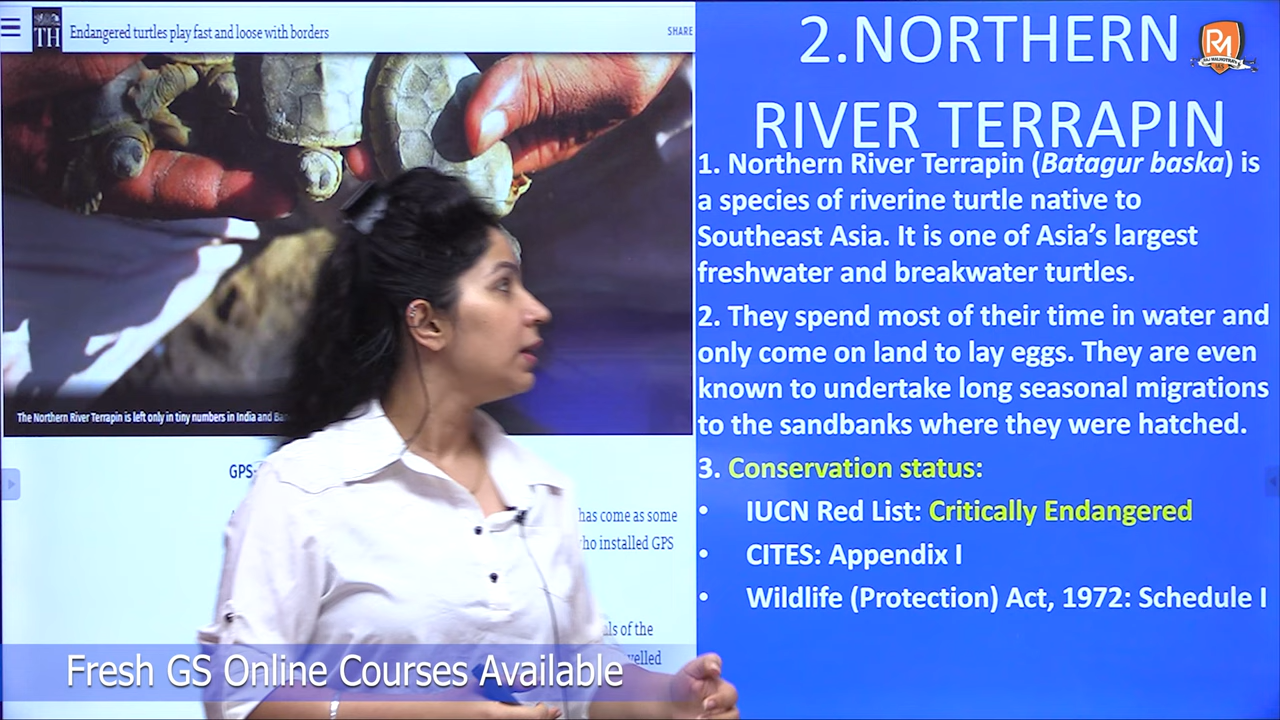 TH
Endangered turtles play fast and loose with borders
SHARE
The Northern River Terrapin is left only in tiny numbers in India and
GPS-
has come as some
installed GPS
of the
2.NORTHERN
RIVER TERRAPIN
RM
1. Northern River Terrapin (Batagur baska) is
a species of riverine turtle native to
Southeast Asia. It is one of Asia's largest
freshwater and breakwater turtles.
2. They spend most of their time in water and
only come on land to lay eggs. They are even
known to undertake long seasonal migrations
to the sandbanks where they were hatched.
3. Conservation status:
• IUCN Red List: Critically Endangered
• CITES: Appendix I
• Wildlife (Protection) Act, 1972: Schedule I
Fresh GS Online Courses Available